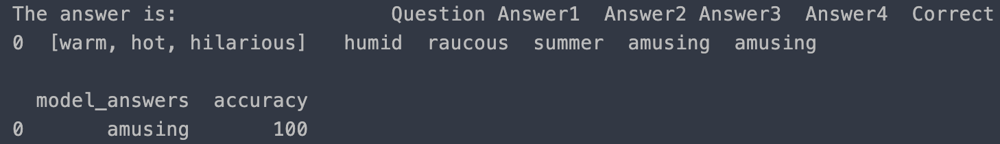 The answer is:                  Question Answer1  Answer2 Answer3  Answer4  Correct
0  [warm, hot, hilarious]   humid  raucous  summer  amusing  amusing
  model_answers  accuracy
0       amusing       100